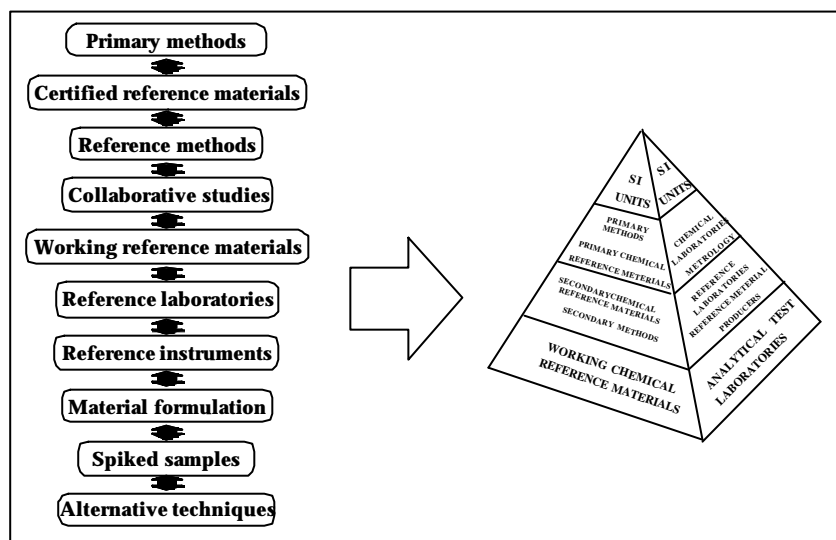 Primary methods
Certified reference materials
Reference methods
Collaborative studies
Working reference materials
Reference laboratories
Reference instruments
Material formulation
Spiked samples
Alternative techniques
SI
UNITS
PRIMARY
METHODS
PRIMARY CHEMICAL
REFERENCE METERIALS
SECONDARYCHEMICAL
REFERENCE MATERIALS
SECONDARY METHODS
WORKING CHEMICAL
REFERENCE MATERIALS
SI
UNITS
CHEMICAL
LABORATORIES
METROLOGY
REFERENCE
LABORATORIES
REFERENCE METERIAL
PRODUCERS
ANALYTICAL TEST
LABORATORIES